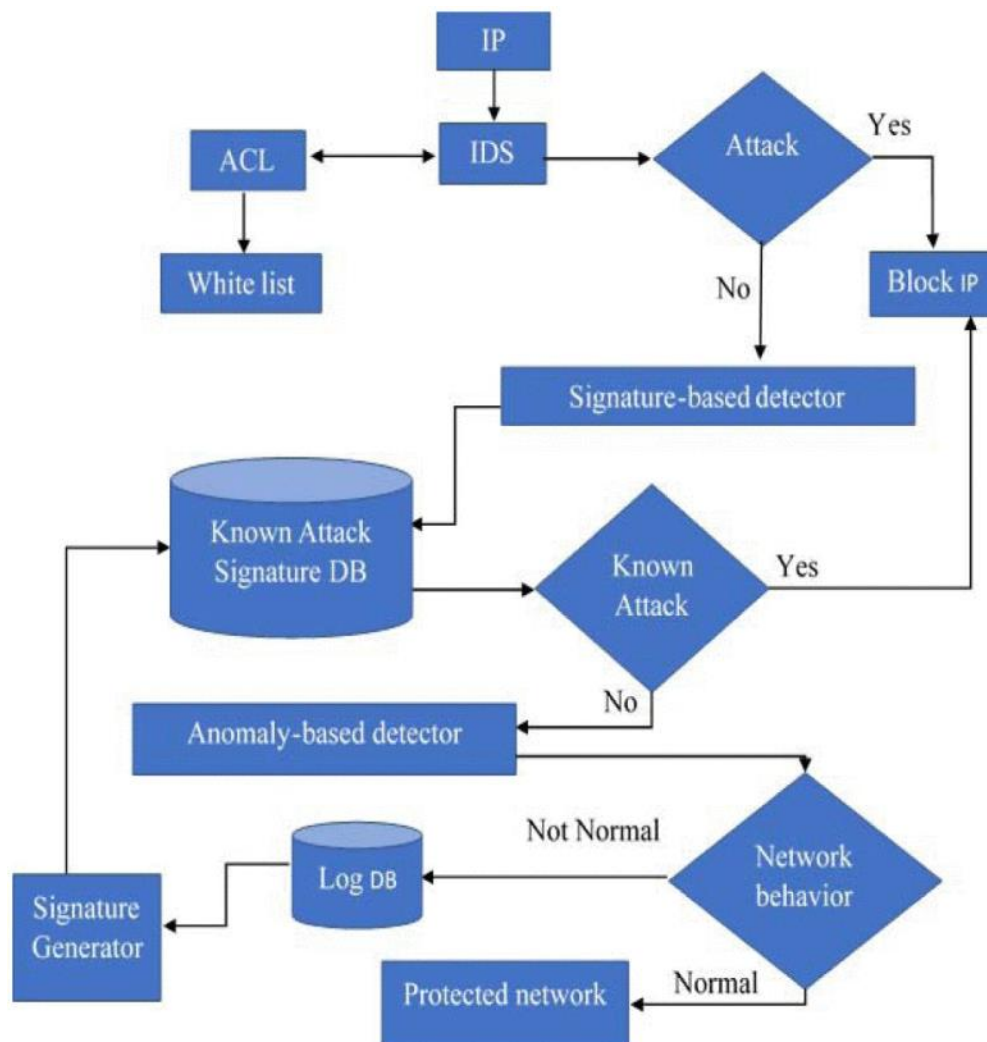 IP
ACL
IDS
Attack
Yes
White list
No
Block IP
Signature-based detector
Known Attack
Signature DB
Known
Attack
Yes
No
Anomaly-based detector
Not Normal
Network
behavior
Log DB
Signature
Generator
Protected network
Normal